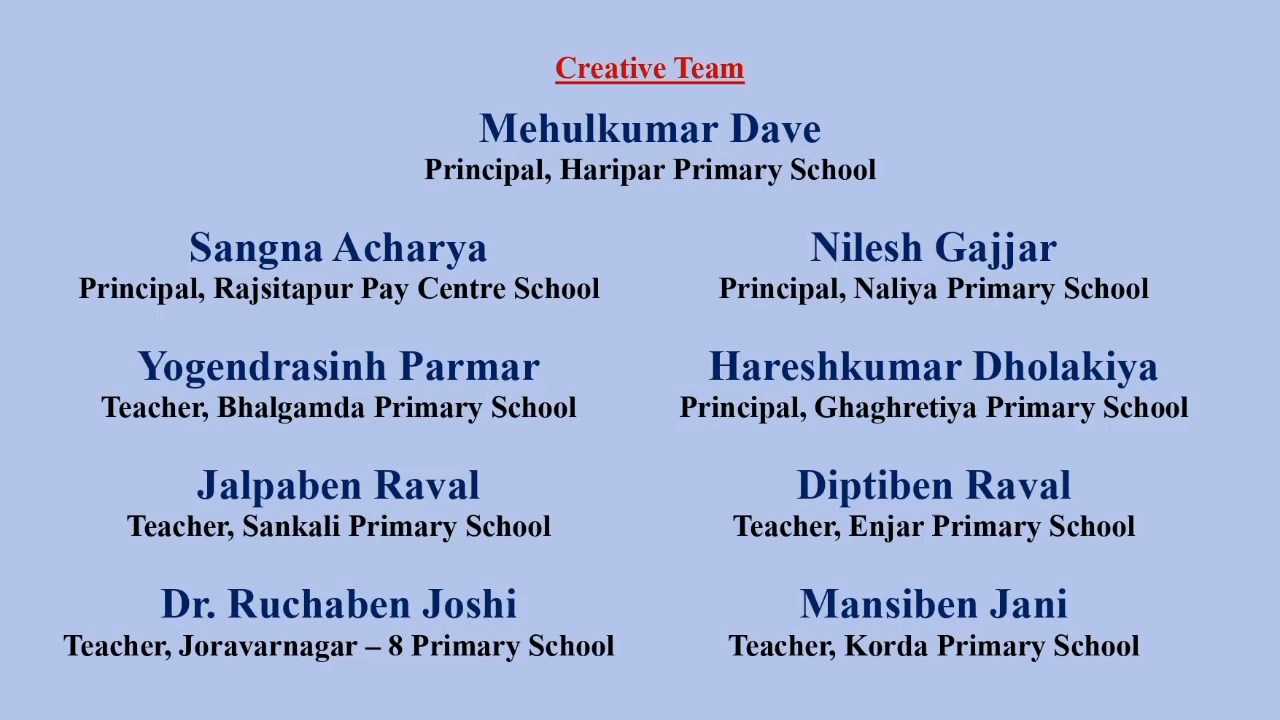 Creative Team
Mehulkumar Dave
Principal, Haripar Primary School
Sangna Acharya
Principal, Rajsitapur Pay Centre School
Nilesh Gajjar
Principal, Naliya Primary School
Yogendrasinh Parmar
Teacher, Bhalgamda Primary School
Hareshkumar Dholakiya
Principal, Ghaghretiya Primary School
Jalpaben Raval
Teacher, Sankali Primary School
Diptiben Raval
Teacher, Enjar Primary School
Dr. Ruchaben Joshi
Teacher, Joravarnagar – 8 Primary School
Mansiben Jani
Teacher, Korda Primary School